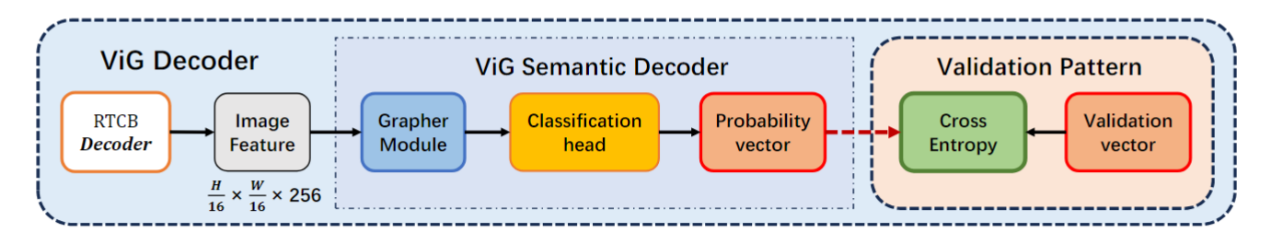 ViG Decoder
ViG Semantic Decoder
Validation Pattern
RTCB
Decoder
Image
Feature
Grapher
Module
Classification
head
Probability
vector
Cross
Entropy
Validation
vector
H/16 × W/16 × 256